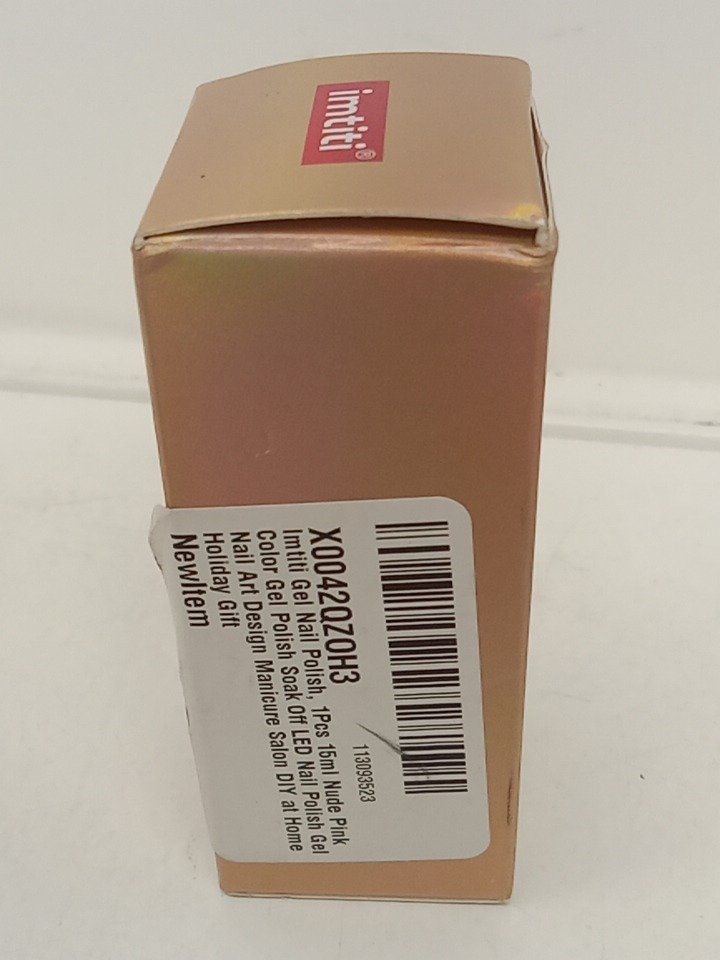 imtiti®
113093523
X0042QZOH3
Imtiti Gel Nail Polish, 1Pcs 15ml Nude Pink
Color Gel Polish Soak Off LED Nail Polish Gel
Nail Art Design Manicure Salon DIY at Home
Holiday Gift
NewItem